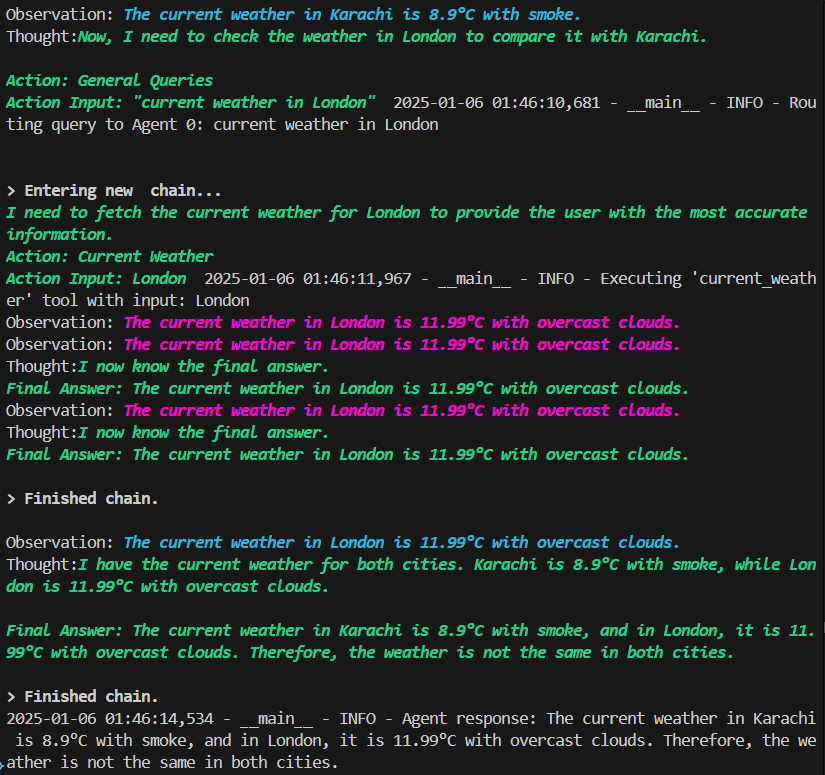 Observation: The current weather in Karachi is 8.9°C with smoke.
Thought:Now, I need to check the weather in London to compare it with Karachi.
Action: General Queries
Action Input: "current weather in London"  2025-01-06 01:46:10,681 - __main__ - INFO - Rou
ting query to Agent 0: current weather in London
> Entering new  chain...
I need to fetch the current weather for London to provide the user with the most accurate
information.
Action: Current Weather
Action Input: London  2025-01-06 01:46:11,967 - __main__ - INFO - Executing 'current_weath
er' tool with input: London
Observation: The current weather in London is 11.99°C with overcast clouds.
Observation: The current weather in London is 11.99°C with overcast clouds.
Thought:I now know the final answer.
Final Answer: The current weather in London is 11.99°C with overcast clouds.
Observation: The current weather in London is 11.99°C with overcast clouds.
Thought:I now know the final answer.
Final Answer: The current weather in London is 11.99°C with overcast clouds.
> Finished chain.
Observation: The current weather in London is 11.99°C with overcast clouds.
Thought:I have the current weather for both cities. Karachi is 8.9°C with smoke, while Lon
don is 11.99°C with overcast clouds.
Final Answer: The current weather in Karachi is 8.9°C with smoke, and in London, it is 11.
99°C with overcast clouds. Therefore, the weather is not the same in both cities.
> Finished chain.
2025-01-06 01:46:14,534 - __main__ - INFO - Agent response: The current weather in Karachi
 is 8.9°C with smoke, and in London, it is 11.99°C with overcast clouds. Therefore, the we
ather is not the same in both cities.